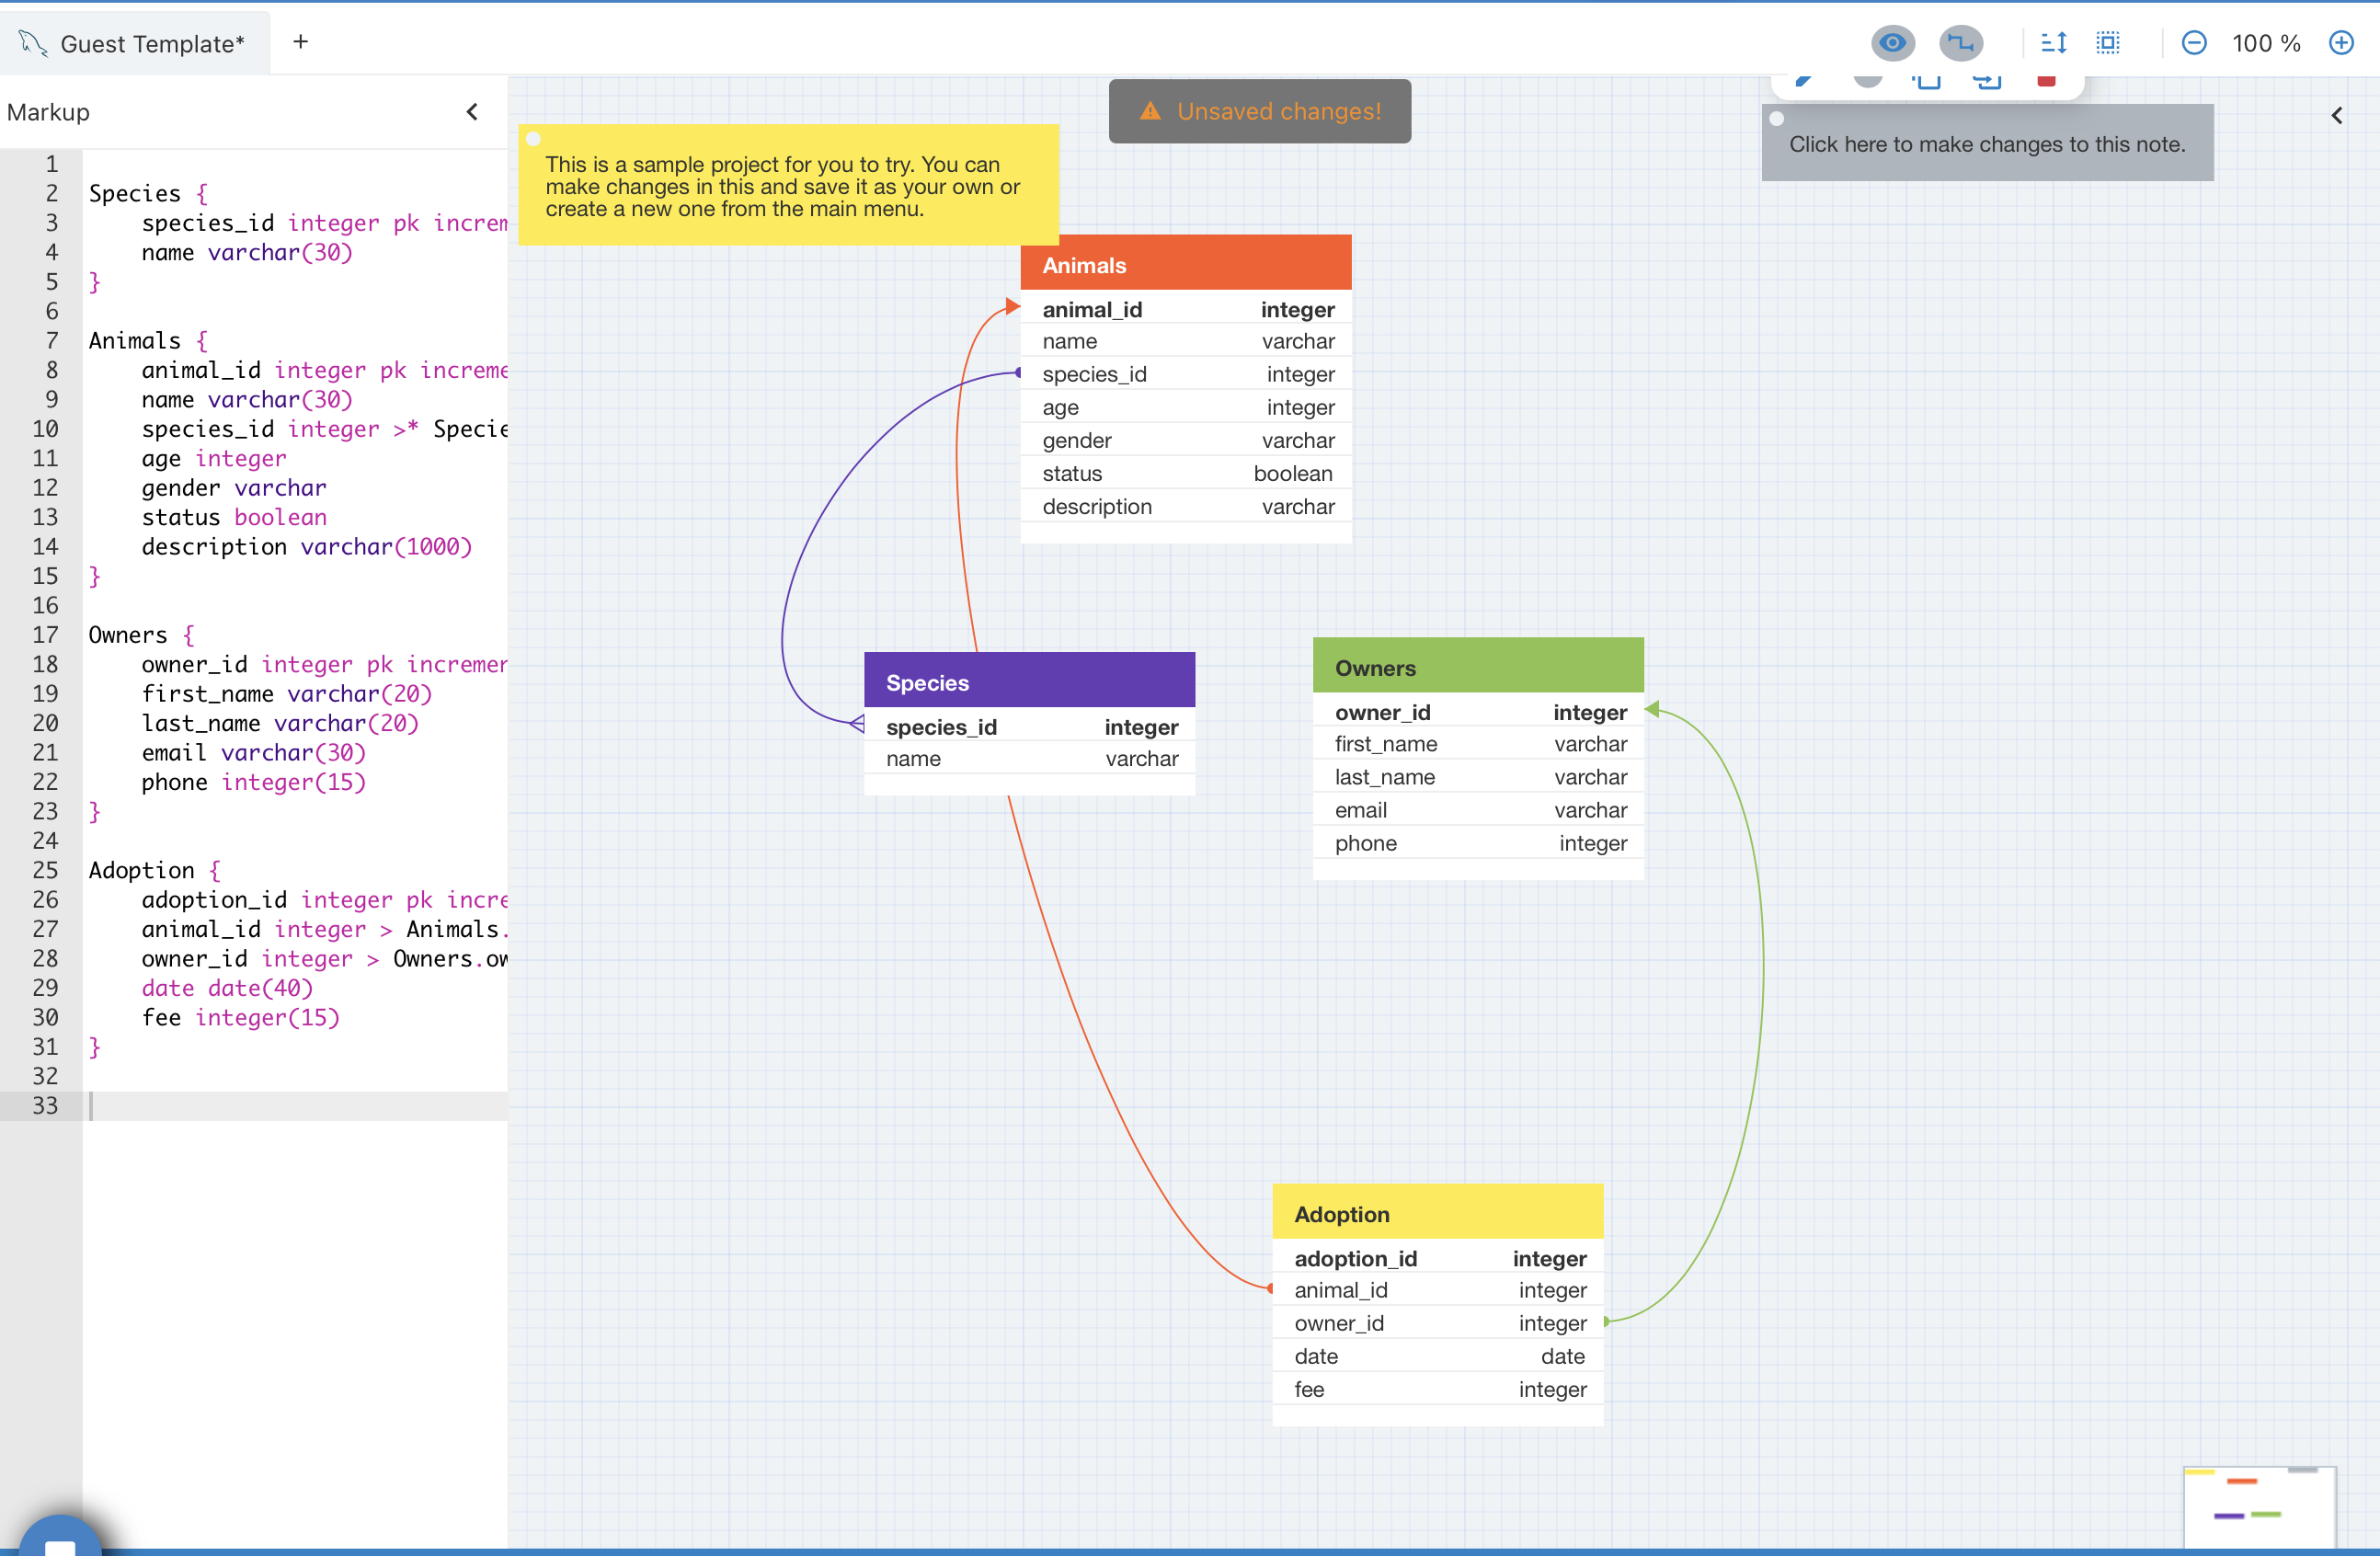 Guest Template*
+
100 %
Markup
Unsaved changes!
1
2 Species {
3 species_id integer pk increm
4 name varchar(30)
5 }
6
7 Animals {
8 animal_id integer pk increme
9 name varchar(30)
10 species_id integer >* Specie
11 age integer
12 gender varchar
13 status boolean
14 description varchar(1000)
15 }
16
17 Owners {
18 owner_id integer pk incremen
19 first_name varchar(20)
20 last_name varchar(20)
21 email varchar(30)
22 phone integer(15)
23 }
24
25 Adoption {
26 adoption_id integer pk incre
27 animal_id integer > Animals.
28 owner_id integer > Owners.ow
29 date date(40)
30 fee integer(15)
31 }
32
33
This is a sample project for you to try. You can
make changes in this and save it as your own or
create a new one from the main menu.
Click here to make changes to this note.
Animals
animal_id integer
name varchar
species_id integer
age integer
gender varchar
status boolean
description varchar
Species
species_id integer
name varchar
Owners
owner_id integer
first_name varchar
last_name varchar
email varchar
phone integer
Adoption
adoption_id integer
animal_id integer
owner_id integer
date date
fee integer